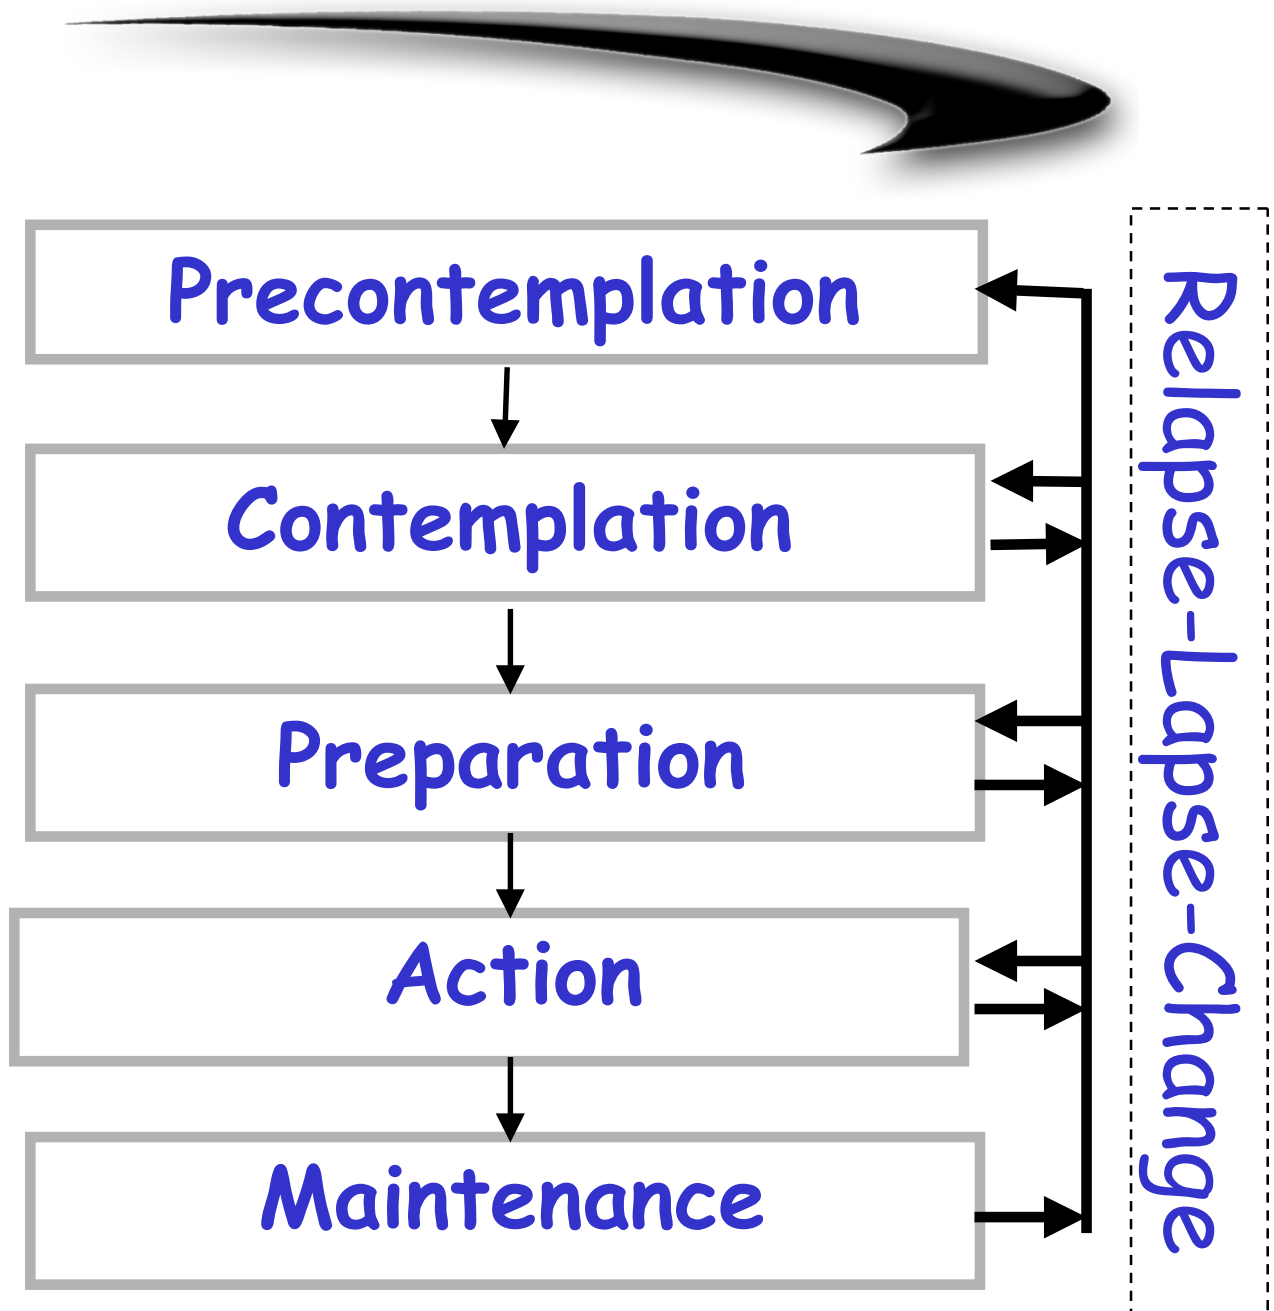 Precontemplation
Contemplation
Preparation
Action
Maintenance
Relapse-Lapse-Change